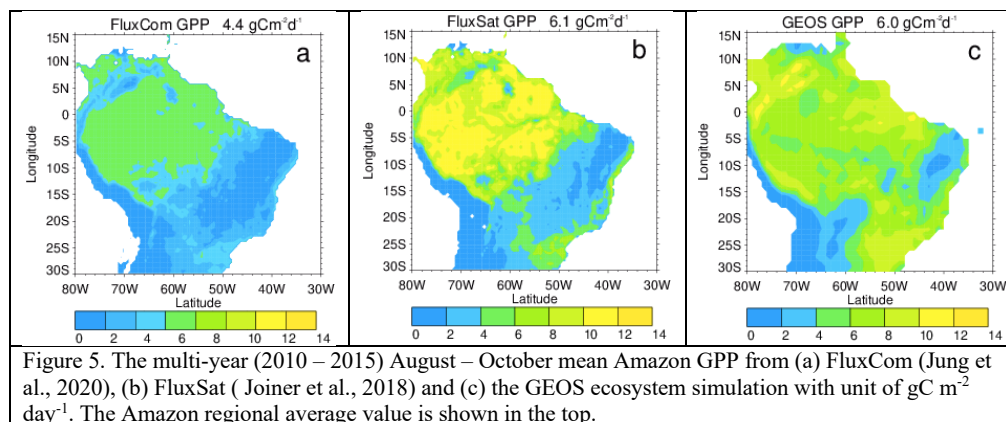 FluxCom GPP 4.4 gCm⁻²d⁻¹
a
15N
10N
5N
0
5S
10S
15S
20S
25S
30S
Longitude
80W 70W 60W 50W 40W 30W
Latitude
0 2 4 6 8 10 12 14
FluxSat GPP 6.1 gCm⁻²d⁻¹
b
15N
10N
5N
0
5S
10S
15S
20S
25S
30S
Longitude
80W 70W 60W 50W 40W 30W
Latitude
0 2 4 6 8 10 12 14
GEOS GPP 6.0 gCm⁻²d⁻¹
c
15N
10N
5N
0
5S
10S
15S
20S
25S
30S
Longitude
80W 70W 60W 50W 40W 30W
Latitude
0 2 4 6 8 10 12 14
Figure 5. The multi-year (2010 – 2015) August – October mean Amazon GPP from (a) FluxCom (Jung
et al., 2020), (b) FluxSat ( Joiner et al., 2018) and (c) the GEOS ecosystem simulation with unit of gC m⁻²
day⁻¹. The Amazon regional average value is shown in the top.